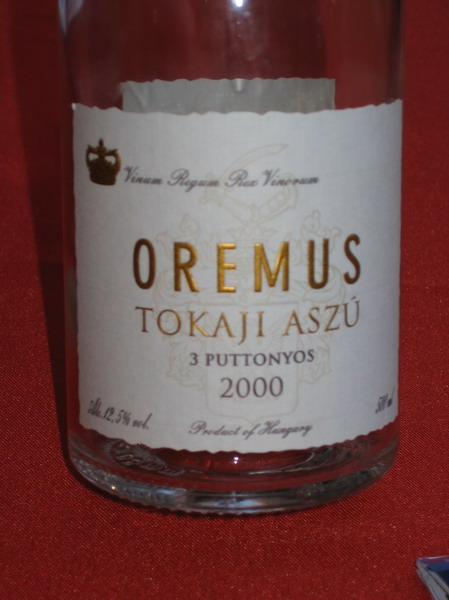 Vinum Regum Rex Vinorum
OREMUS
TOKAJI ASZÚ
3 PUTTONYOS
2000
Alc. 12,5% vol. 500 ml
Product of Hungary